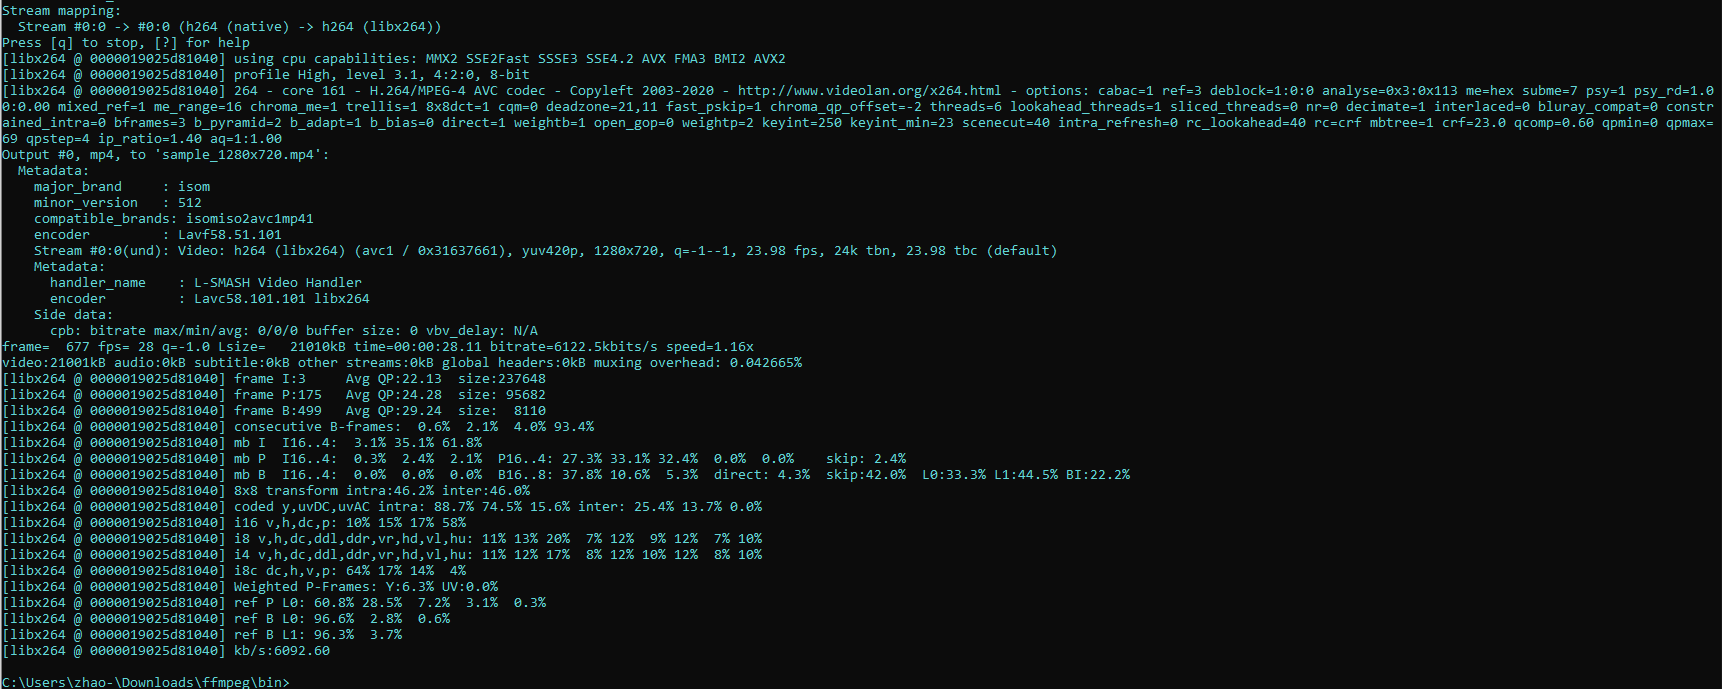 Stream mapping:
  Stream #0:0 -> #0:0 (h264 (native) -> h264 (libx264))
Press [q] to stop, [?] for help
[libx264 @ 0000019025d81040] using cpu capabilities: MMX2 SSE2Fast SSSE3 SSE4.2 AVX FMA3 BMI2 AVX2
[libx264 @ 0000019025d81040] profile High, level 3.1, 4:2:0, 8-bit
[libx264 @ 0000019025d81040] 264 - core 161 - H.264/MPEG-4 AVC codec - Copyleft 2003-2020 - http://www.videolan.org/x264.html - options: cabac=1 ref=3 deblock=1:0:0 analyse=0x3:0x113 me=hex subme=7 psy=1 psy_rd=1.0
0:0.00 mixed_ref=1 me_range=16 chroma_me=1 trellis=1 8x8dct=1 cqm=0 deadzone=21,11 fast_pskip=1 chroma_qp_offset=-2 threads=6 lookahead_threads=1 sliced_threads=0 nr=0 decimate=1 interlaced=0 bluray_compat=0 constr
ained_intra=0 bframes=3 b_pyramid=2 b_adapt=1 b_bias=0 direct=1 weightb=1 open_gop=0 weightp=2 keyint=250 keyint_min=23 scenecut=40 intra_refresh=0 rc_lookahead=40 rc=crf mbtree=1 crf=23.0 qcomp=0.60 qpmin=0 qpmax=
69 qpstep=4 ip_ratio=1.40 aq=1:1.00
Output #0, mp4, to 'sample_1280x720.mp4':
  Metadata:
    major_brand     : isom
    minor_version   : 512
    compatible_brands: isomiso2avc1mp41
    encoder         : Lavf58.51.101
    Stream #0:0(und): Video: h264 (libx264) (avc1 / 0x31637661), yuv420p, 1280x720, q=-1--1, 23.98 fps, 24k tbn, 23.98 tbc (default)
    Metadata:
      handler_name    : L-SMASH Video Handler
      encoder         : Lavc58.101.101 libx264
    Side data:
      cpb: bitrate max/min/avg: 0/0/0 buffer size: 0 vbv_delay: N/A
frame=  677 fps= 28 q=-1.0 Lsize=   21010kB time=00:00:28.11 bitrate=6122.5kbits/s speed=1.16x
video:21001kB audio:0kB subtitle:0kB other streams:0kB global headers:0kB muxing overhead: 0.042665%
[libx264 @ 0000019025d81040] frame I:3     Avg QP:22.13  size:237648
[libx264 @ 0000019025d81040] frame P:175   Avg QP:24.28  size: 95682
[libx264 @ 0000019025d81040] frame B:499   Avg QP:29.24  size:  8110
[libx264 @ 0000019025d81040] consecutive B-frames:  0.6%  2.1%  4.0% 93.4%
[libx264 @ 0000019025d81040] mb I  I16..4:  3.1% 35.1% 61.8%
[libx264 @ 0000019025d81040] mb P  I16..4:  0.3%  2.4%  2.1%  P16..4: 27.3% 33.1% 32.4%  0.0%  0.0%    skip: 2.4%
[libx264 @ 0000019025d81040] mb B  I16..4:  0.0%  0.0%  0.0%  B16..8: 37.8% 10.6%  5.3%  direct: 4.3%  skip:42.0%  L0:33.3% L1:44.5% BI:22.2%
[libx264 @ 0000019025d81040] 8x8 transform intra:46.2% inter:46.0%
[libx264 @ 0000019025d81040] coded y,uvDC,uvAC intra: 88.7% 74.5% 15.6% inter: 25.4% 13.7% 0.0%
[libx264 @ 0000019025d81040] i16 v,h,dc,p: 10% 15% 17% 58%
[libx264 @ 0000019025d81040] i8 v,h,dc,ddl,ddr,vr,hd,vl,hu: 11% 13% 20%  7% 12%  9% 12%  7% 10%
[libx264 @ 0000019025d81040] i4 v,h,dc,ddl,ddr,vr,hd,vl,hu: 11% 12% 17%  8% 12% 10% 12%  8% 10%
[libx264 @ 0000019025d81040] i8c dc,h,v,p: 64% 17% 14%  4%
[libx264 @ 0000019025d81040] Weighted P-Frames: Y:6.3% UV:0.0%
[libx264 @ 0000019025d81040] ref P L0: 60.8% 28.5%  7.2%  3.1%  0.3%
[libx264 @ 0000019025d81040] ref B L0: 96.6%  2.8%  0.6%
[libx264 @ 0000019025d81040] ref B L1: 96.3%  3.7%
[libx264 @ 0000019025d81040] kb/s:6092.60

C:\Users\zhao-\Downloads\ffmpeg\bin>